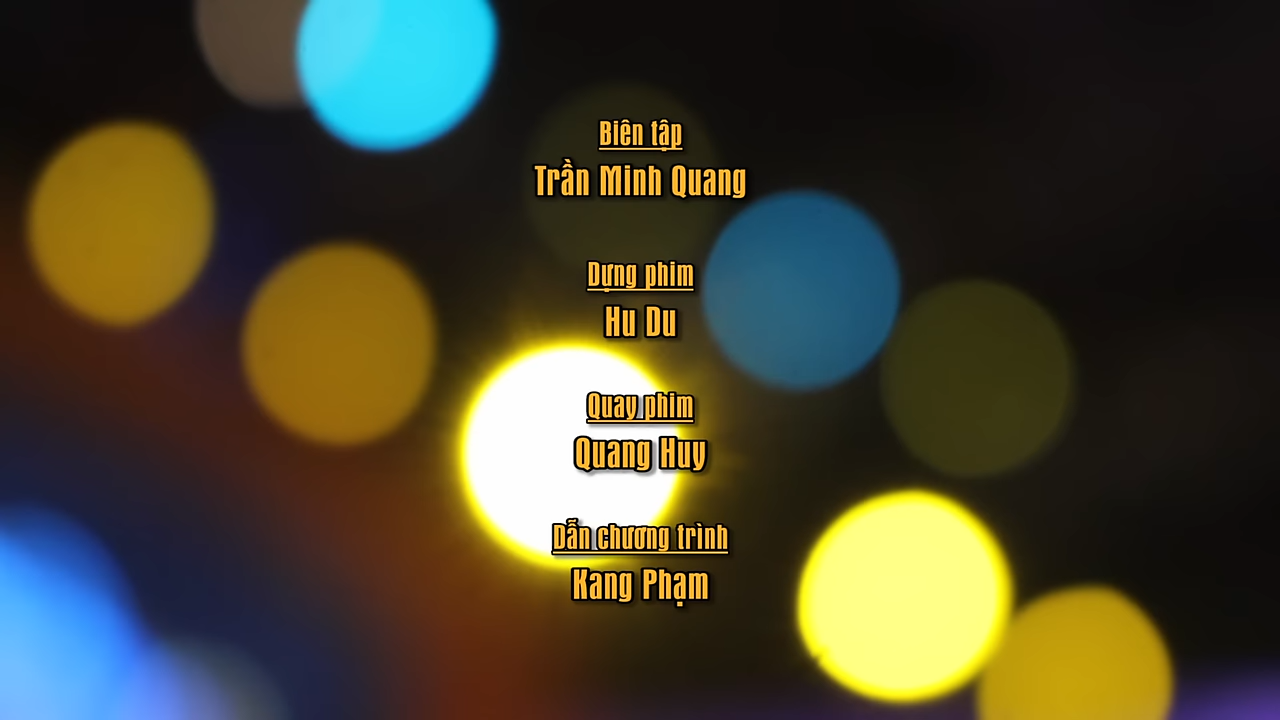 Biên tập
Trần Minh Quang
Dựng phim
Hu Du
Quay phim
Quang Huy
Dẫn chương trình
Kang Phạm